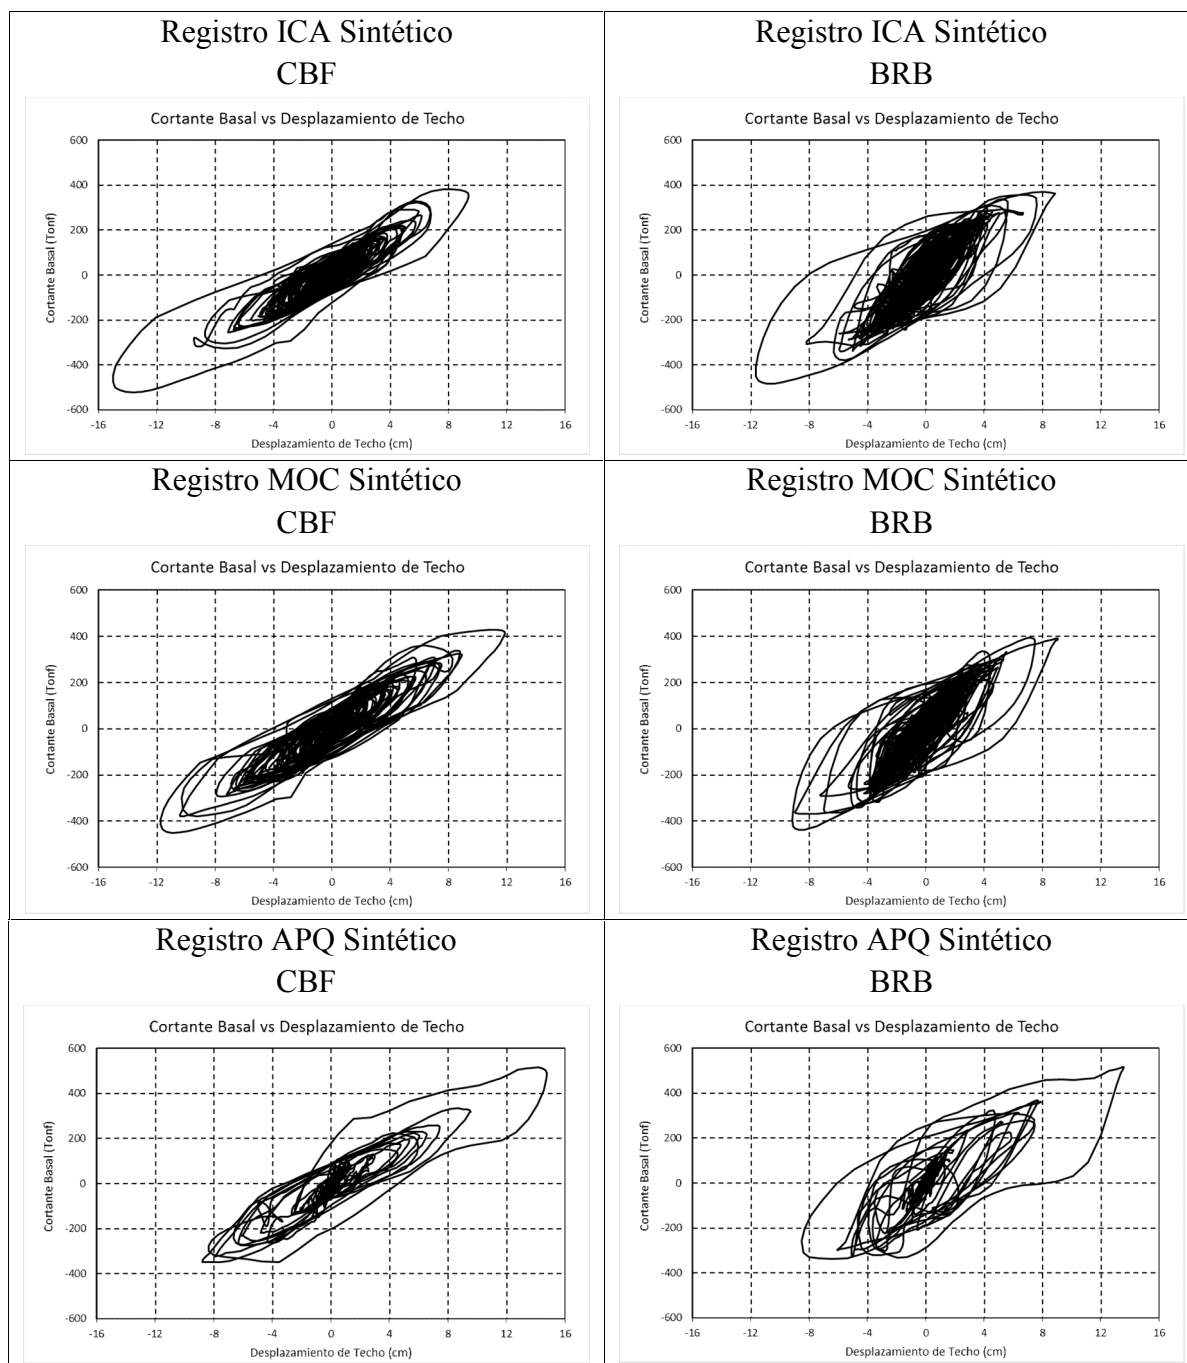 Registro ICA Sintético
CBF
Cortante Basal vs Desplazamiento de Techo
Cortante Basal (Tonf)
600
400
200
0
-200
-400
-600
-16 -12 -8 -4 0 4 8 12 16
Desplazamiento de Techo (cm)
Registro ICA Sintético
BRB
Cortante Basal vs Desplazamiento de Techo
Cortante Basal (Tonf)
600
400
200
0
-200
-400
-600
-16 -12 -8 -4 0 4 8 12 16
Desplazamiento de Techo (cm)
Registro MOC Sintético
CBF
Cortante Basal vs Desplazamiento de Techo
Cortante Basal (Tonf)
600
400
200
0
-200
-400
-600
-16 -12 -8 -4 0 4 8 12 16
Desplazamiento de Techo (cm)
Registro MOC Sintético
BRB
Cortante Basal vs Desplazamiento de Techo
Cortante Basal (Tonf)
600
400
200
0
-200
-400
-600
-16 -12 -8 -4 0 4 8 12 16
Desplazamiento de Techo (cm)
Registro APQ Sintético
CBF
Cortante Basal vs Desplazamiento de Techo
Cortante Basal (Tonf)
600
400
200
0
-200
-400
-600
-16 -12 -8 -4 0 4 8 12 16
Desplazamiento de Techo (cm)
Registro APQ Sintético
BRB
Cortante Basal vs Desplazamiento de Techo
Cortante Basal (Tonf)
600
400
200
0
-200
-400
-600
-16 -12 -8 -4 0 4 8 12 16
Desplazamiento de Techo (cm)